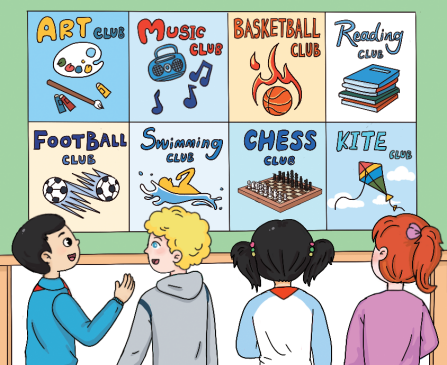 ART CLUB
Music CLUB
BASKETBALL CLUB
Reading CLUB
FOOTBALL CLUB
Swimming CLUB
CHESS CLUB
KITE CLUB